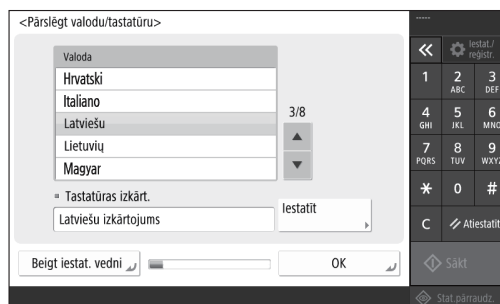 <Pārslēgt valodu/tastatūru>
Valoda
Hrvatski
Italiano
Latviešu
Lietuvių
Magyar
3/8
Tastatūras izkārt.
Latviešu izkārtojums
Iestatīt
Beigt iestat. vedni
OK
-----
Iestat./
reģistr.
1 2 3
ABC DEF
4 5 6
GHI JKL MNO
7 8 9
PQRS TUV WXYZ
* 0 #
C Atiestatīt
Sākt
Stat.pārraudz.